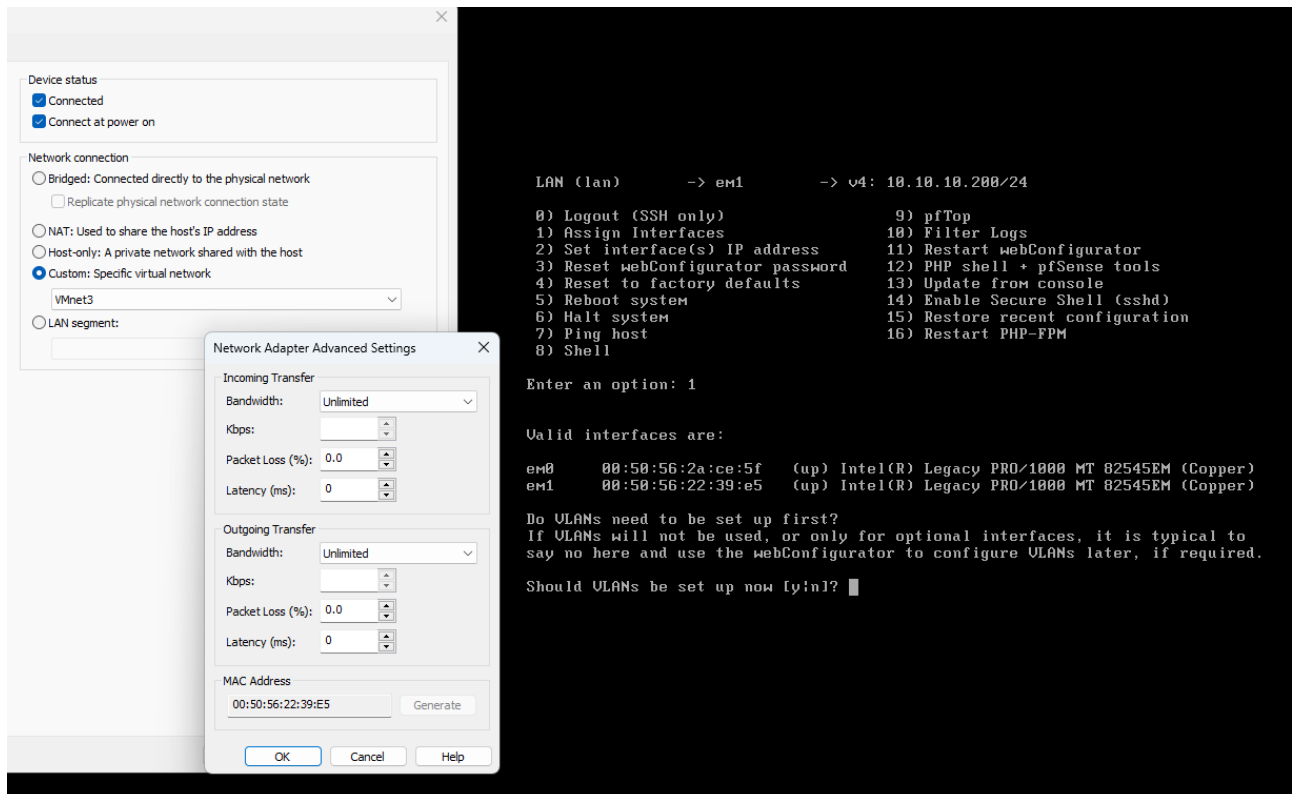 Device status
Connected
Connect at power on
Network connection
Bridged: Connected directly to the physical network
Replicate physical network connection state
NAT: Used to share the host's IP address
Host-only: A private network shared with the host
Custom: Specific virtual network
VMnet3
LAN segment:
Network Adapter Advanced Settings
Incoming Transfer
Bandwidth: Unlimited
Kbps:
Packet Loss (%): 0.0
Latency (ms): 0
Outgoing Transfer
Bandwidth: Unlimited
Kbps:
Packet Loss (%): 0.0
Latency (ms): 0
MAC Address
00:50:56:22:39:E5 Generate
OK Cancel Help
LAN (lan) -> em1 -> v4: 10.10.10.200/24
0) Logout (SSH only) 9) pfTop
1) Assign Interfaces 10) Filter Logs
2) Set interface(s) IP address 11) Restart webConfigurator
3) Reset webConfigurator password 12) PHP shell + pfSense tools
4) Reset to factory defaults 13) Update from console
5) Reboot system 14) Enable Secure Shell (sshd)
6) Halt system 15) Restore recent configuration
7) Ping host 16) Restart PHP-FPM
8) Shell
Enter an option: 1
Valid interfaces are:
em0 00:50:56:2a:ce:5f (up) Intel(R) Legacy PRO/1000 MT 82545EM (Copper)
em1 00:50:56:22:39:e5 (up) Intel(R) Legacy PRO/1000 MT 82545EM (Copper)
Do VLANs need to be set up first?
If VLANs will not be used, or only for optional interfaces, it is typical to
say no here and use the webConfigurator to configure VLANs later, if required.
Should VLANs be set up now [y|n]?